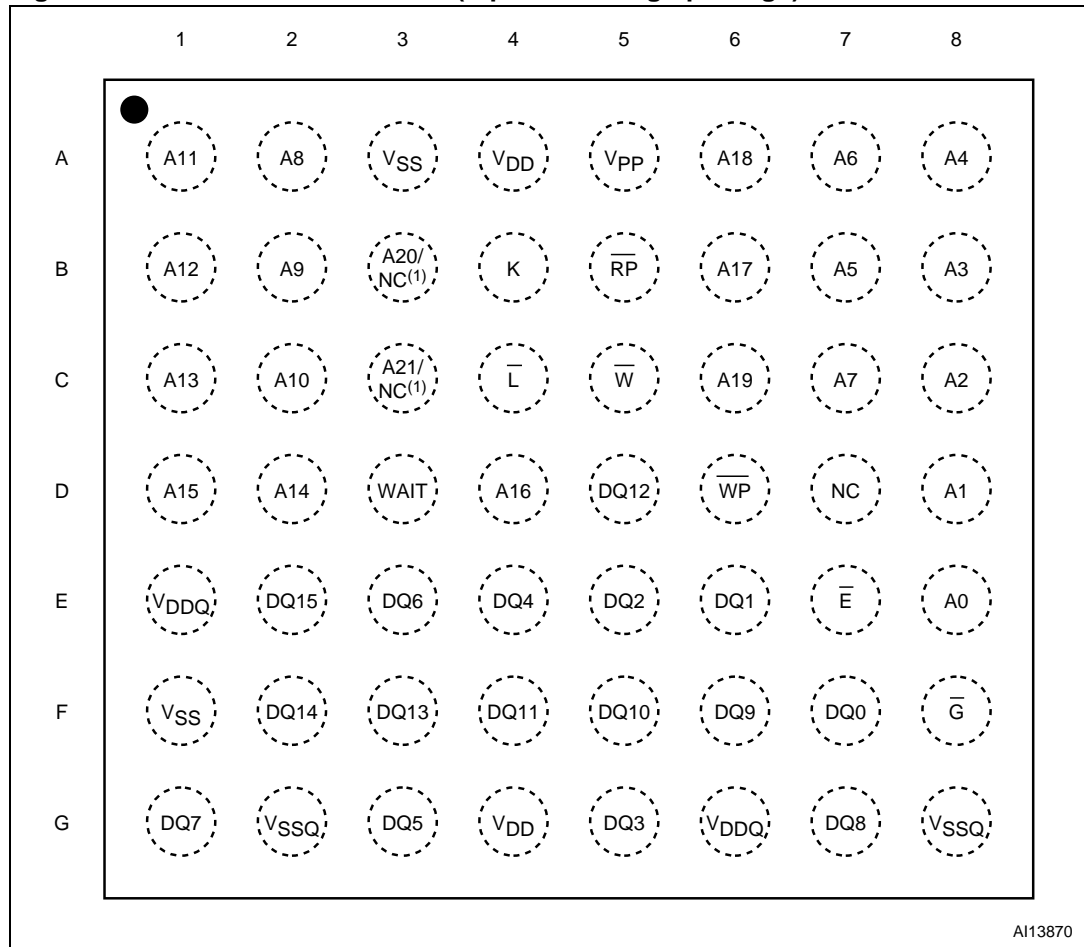 1 2 3 4 5 6 7 8
A A11 A8 VSS VDD VPP A18 A6 A4
B A12 A9 A20/ NC(1) K R̅P̅ A17 A5 A3
C A13 A10 A21/ NC(1) L̅ W̅ A19 A7 A2
D A15 A14 WAIT A16 DQ12 W̅P̅ NC A1
E VDDQ DQ15 DQ6 DQ4 DQ2 DQ1 E̅ A0
F VSS DQ14 DQ13 DQ11 DQ10 DQ9 DQ0 G̅
G DQ7 VSSQ DQ5 VDD DQ3 VDDQ DQ8 VSSQ
AI13870